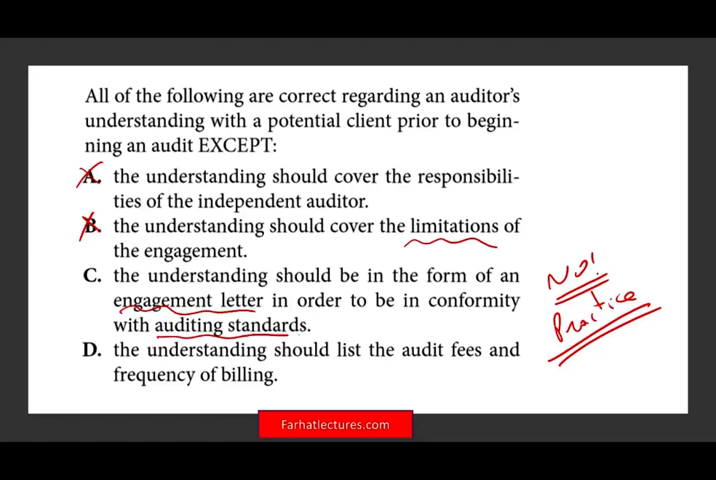 All of the following are correct regarding an auditor's
understanding with a potential client prior to begin-
ning an audit EXCEPT:
A. the understanding should cover the responsibili-
ties of the independent auditor.
B. the understanding should cover the limitations of
the engagement.
C. the understanding should be in the form of an
engagement letter in order to be in conformity
with auditing standards.
D. the understanding should list the audit fees and
frequency of billing.
NO!
Practice
Farhatlectures.com